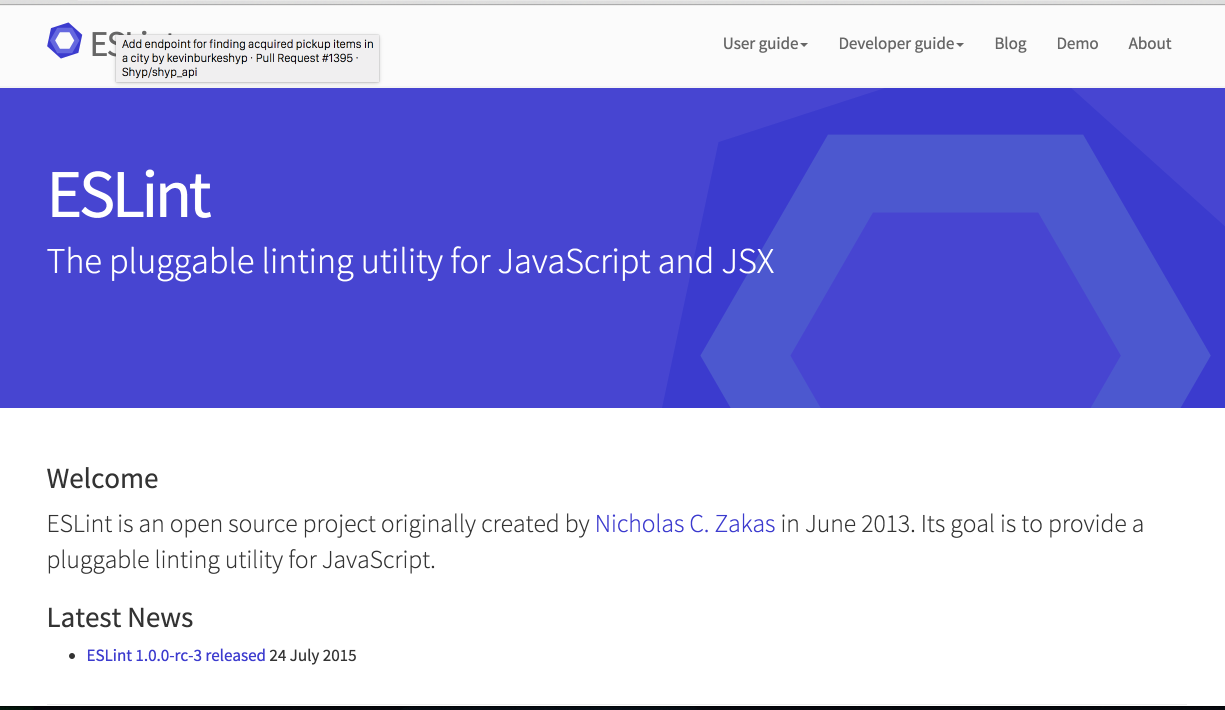 ES
Add endpoint for finding acquired pickup items in
a city by kevinburkeshyp · Pull Request #1395 ·
Shyp/shyp_api
User guide
Developer guide
Blog
Demo
About
ESLint
The pluggable linting utility for JavaScript and JSX
Welcome
ESLint is an open source project originally created by Nicholas C. Zakas in June 2013. Its goal is to provide a
pluggable linting utility for JavaScript.
Latest News
ESLint 1.0.0-rc-3 released 24 July 2015